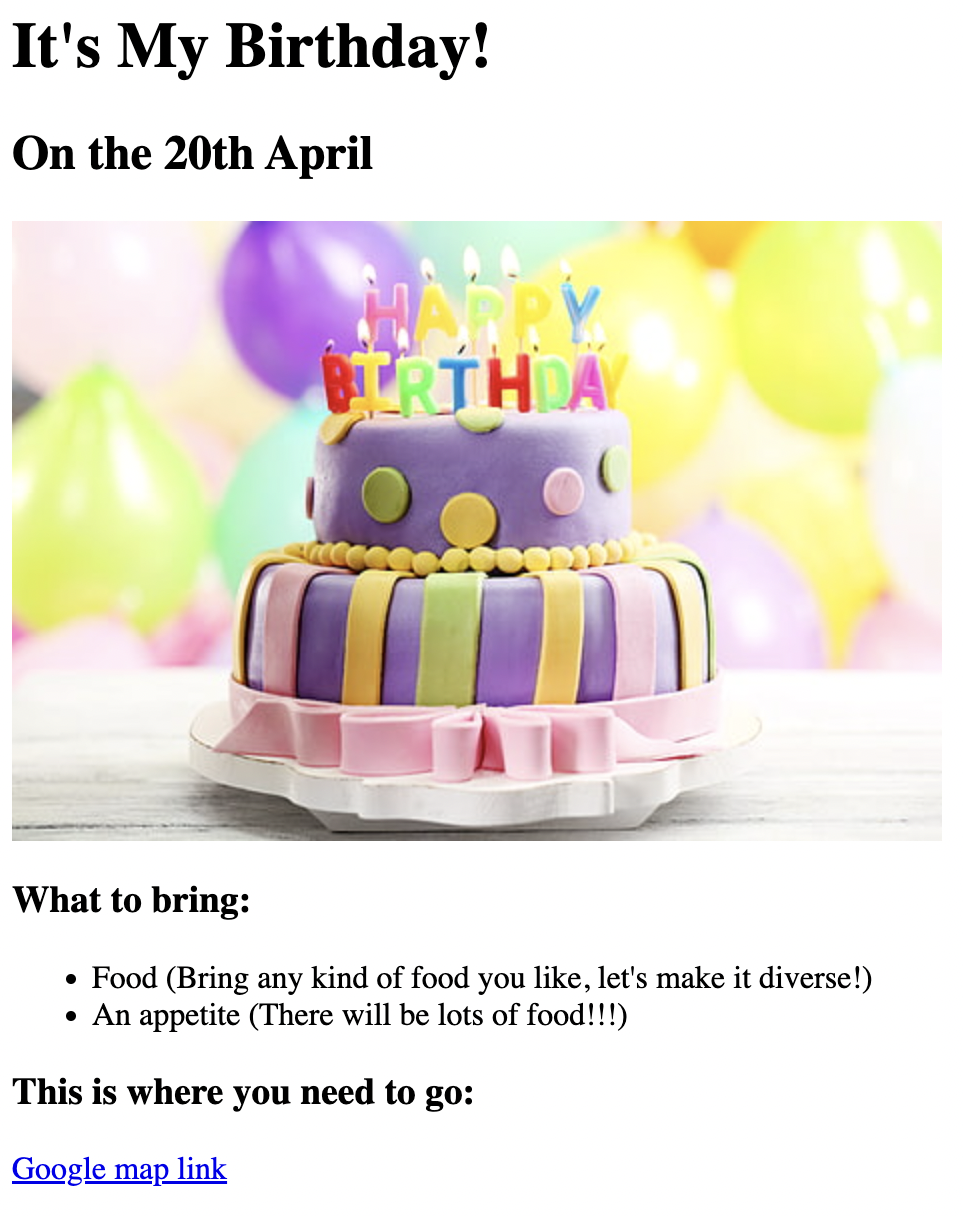 It's My Birthday!
On the 20th April
HAPPY
BIRTHDAY
What to bring:
Food (Bring any kind of food you like, let's make it diverse!)
An appetite (There will be lots of food!!!)
This is where you need to go:
Google map link